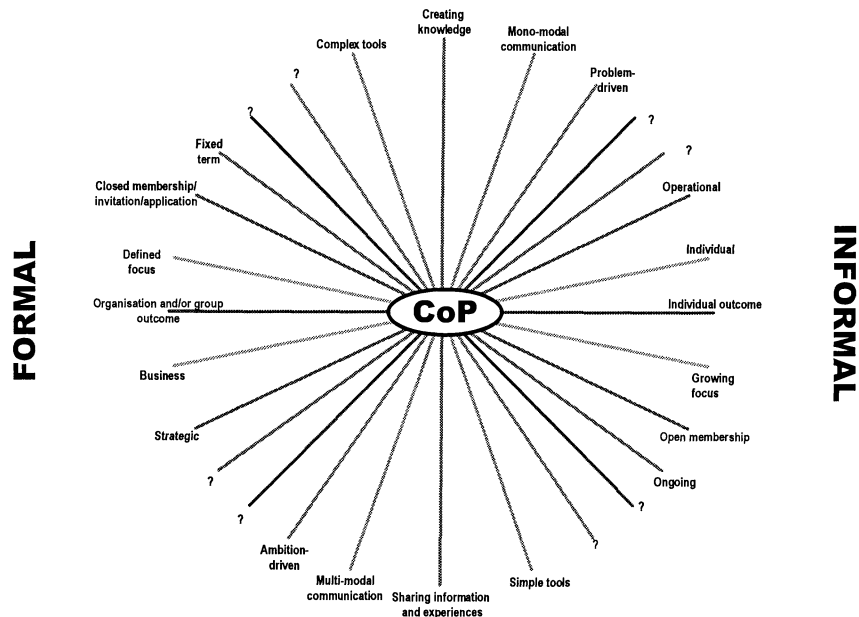 Creating
knowledge
Complex tools
Mono-modal
communication
?
Problem-
driven
?
?
Fixed
term
?
Closed membership/
invitation/application
Operational
Defined
focus
Individual
FORMAL
INFORMAL
Organisation and/or group
outcome
CoP
Individual outcome
Business
Growing
focus
Strategic
Open membership
?
Ongoing
?
?
Ambition-
driven
?
Multi-modal
communication
Sharing information
and experiences
Simple tools